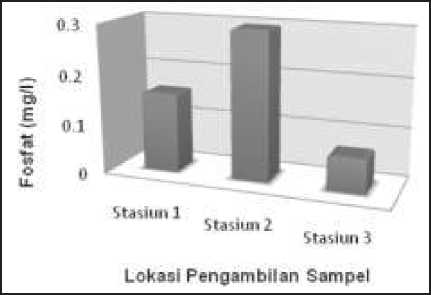 Fosfat (mg/l)
0.3
0.2
0.1
0
Stasiun 1
Stasiun 2
Stasiun 3
Lokasi Pengambilan Sampel